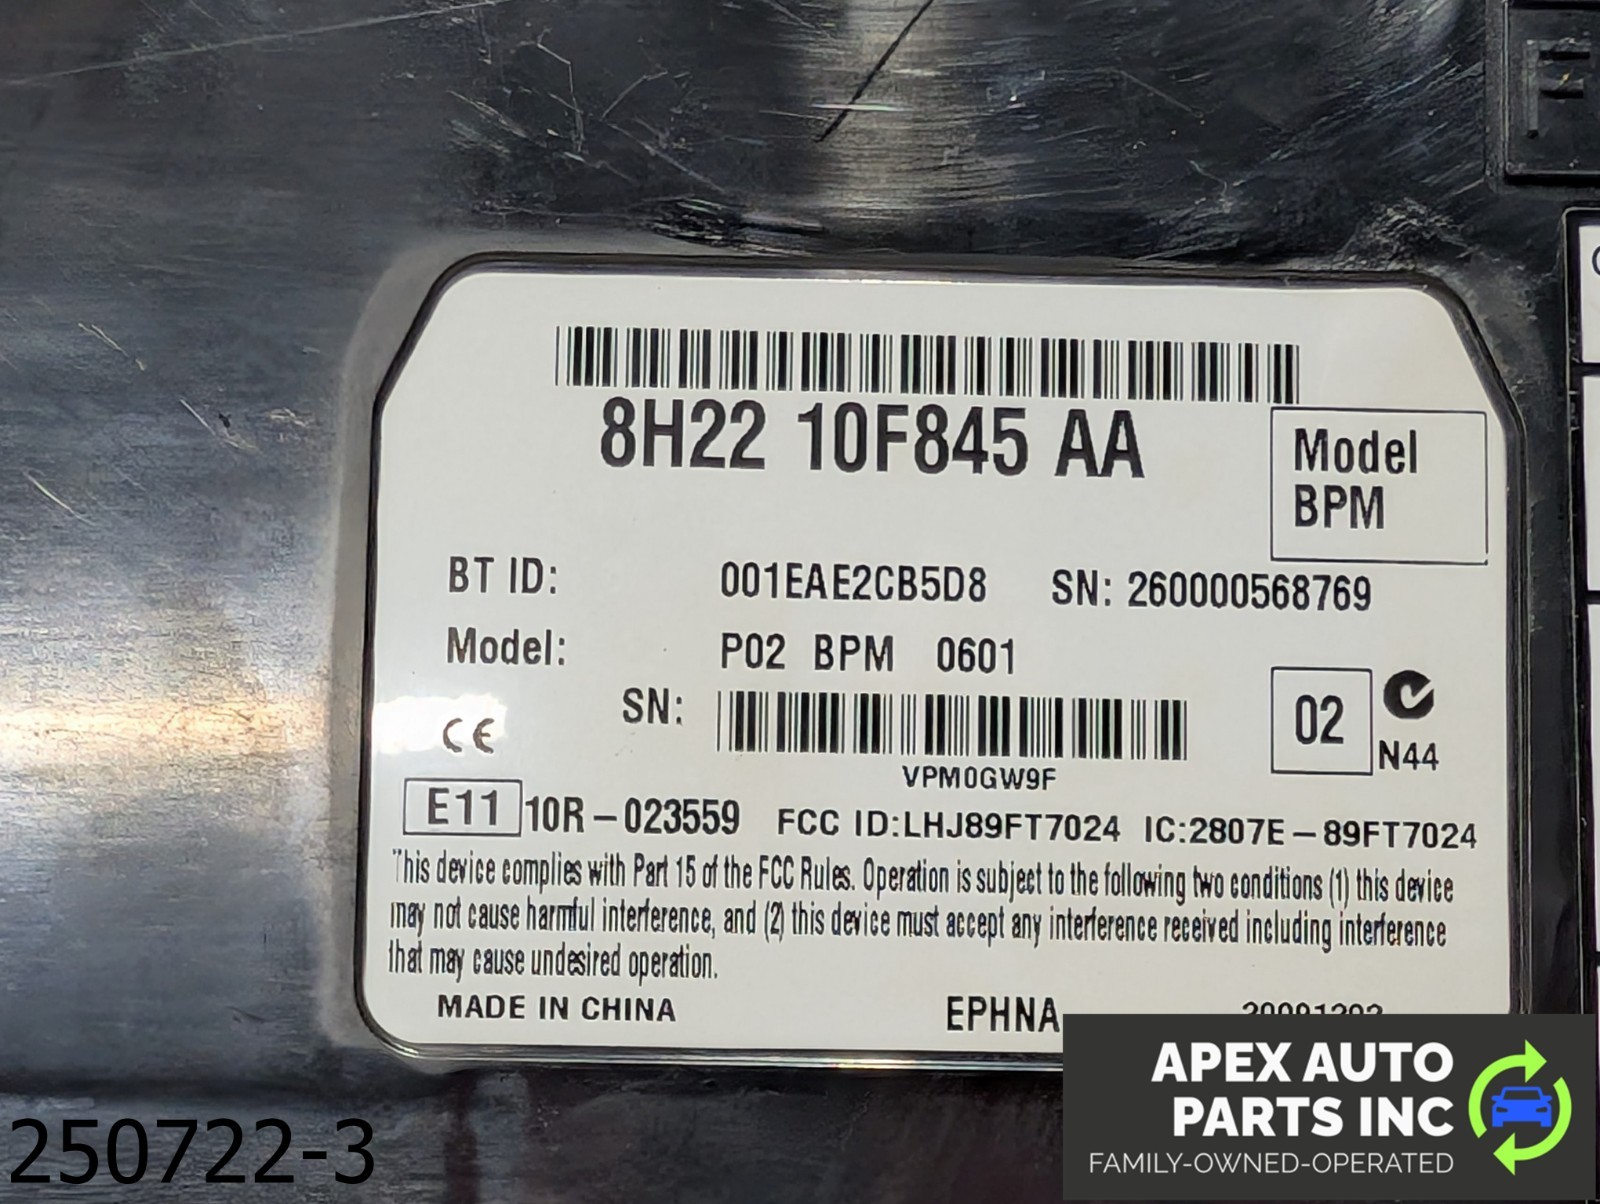 8H22 10F845 AA
Model
BPM
BT ID: 001EAE2CB5D8 SN: 260000568769
Model: P02 BPM 0601
SN:
VPM0GW9F
CE
02
N44
E11 10R-023559 FCC ID:LHJ89FT7024 IC:2807E-89FT7024
This device complies with Part 15 of the FCC Rules. Operation is subject to the following two conditions (1) this device
may not cause harmful interference, and (2) this device must accept any interference received including interference
that may cause undesired operation.
MADE IN CHINA EPHNA
APEX AUTO
PARTS INC
FAMILY-OWNED-OPERATED
250722-3